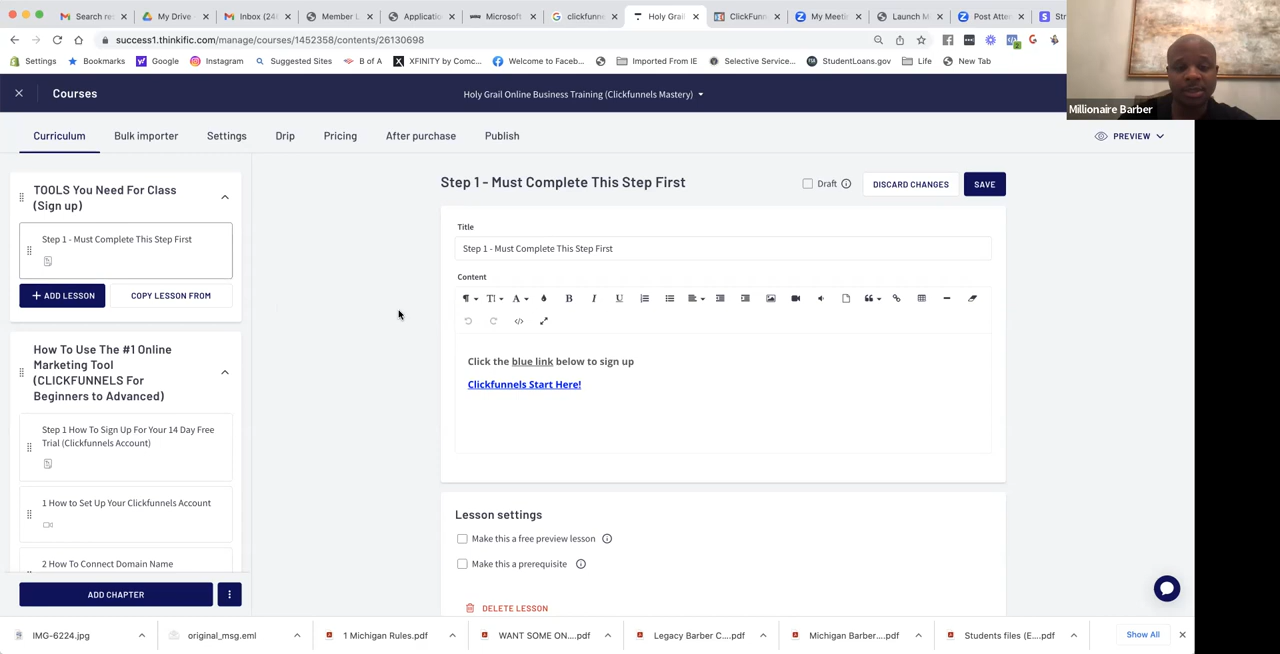 Search re
My Drive
Inbox (24
Member L
Applicatio
Microsoft
clickfunne
Holy Grail
ClickFunn
My Meeti
Launch M
Post Atte
Str
success1.thinkific.com/manage/courses/1452358/contents/26130698
Settings
Bookmarks
Google
Instagram
Suggested Sites
B of A
XFINITY by Comc...
Welcome to Faceb...
Imported From IE
Selective Service...
StudentLoans.gov
Life
New Tab
Millionaire Barber
Courses
Holy Grail Online Business Training (Clickfunnels Mastery)
Curriculum
Bulk importer
Settings
Drip
Pricing
After purchase
Publish
PREVIEW
TOOLS You Need For Class
(Sign up)
Step 1 - Must Complete This Step First
+ ADD LESSON
COPY LESSON FROM
How To Use The #1 Online
Marketing Tool
(CLICKFUNNELS For
Beginners to Advanced)
Step 1 How To Sign Up For Your 14 Day Free
Trial (Clickfunnels Account)
1 How to Set Up Your Clickfunnels Account
2 How To Connect Domain Name
ADD CHAPTER
Step 1 - Must Complete This Step First
Draft
DISCARD CHANGES
SAVE
Title
Step 1 - Must Complete This Step First
Content
Click the blue link below to sign up
Clickfunnels Start Here!
Lesson settings
Make this a free preview lesson
Make this a prerequisite
DELETE LESSON
IMG-6224.jpg
original_msg.eml
1 Michigan Rules.pdf
WANT SOME ON....pdf
Legacy Barber C....pdf
Michigan Barber....pdf
Students files (E....pdf
Show All